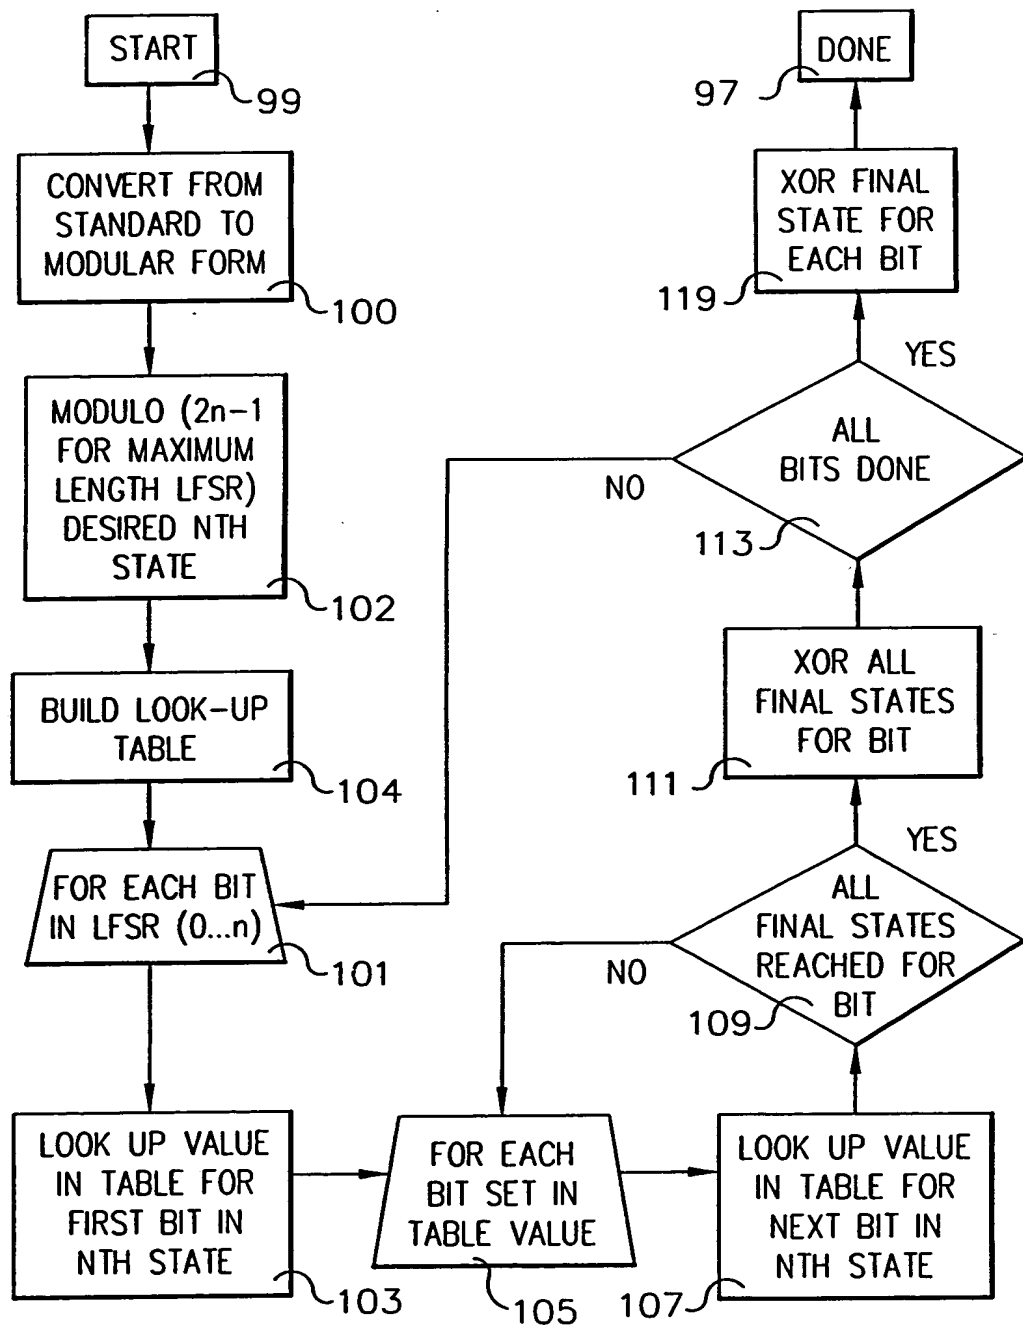 START
99
CONVERT FROM
STANDARD TO
MODULAR FORM
100
MODULO (2n-1
FOR MAXIMUM
LENGTH LFSR)
DESIRED NTH
STATE
102
BUILD LOOK-UP
TABLE
104
FOR EACH BIT
IN LFSR (0...n)
101
LOOK UP VALUE
IN TABLE FOR
FIRST BIT IN
NTH STATE
103
FOR EACH
BIT SET IN
TABLE VALUE
105
LOOK UP VALUE
IN TABLE FOR
NEXT BIT IN
NTH STATE
107
ALL
FINAL STATES
REACHED FOR
BIT
109
NO
YES
XOR ALL
FINAL STATES
FOR BIT
111
ALL
BITS DONE
113
NO
YES
XOR FINAL
STATE FOR
EACH BIT
119
DONE
97